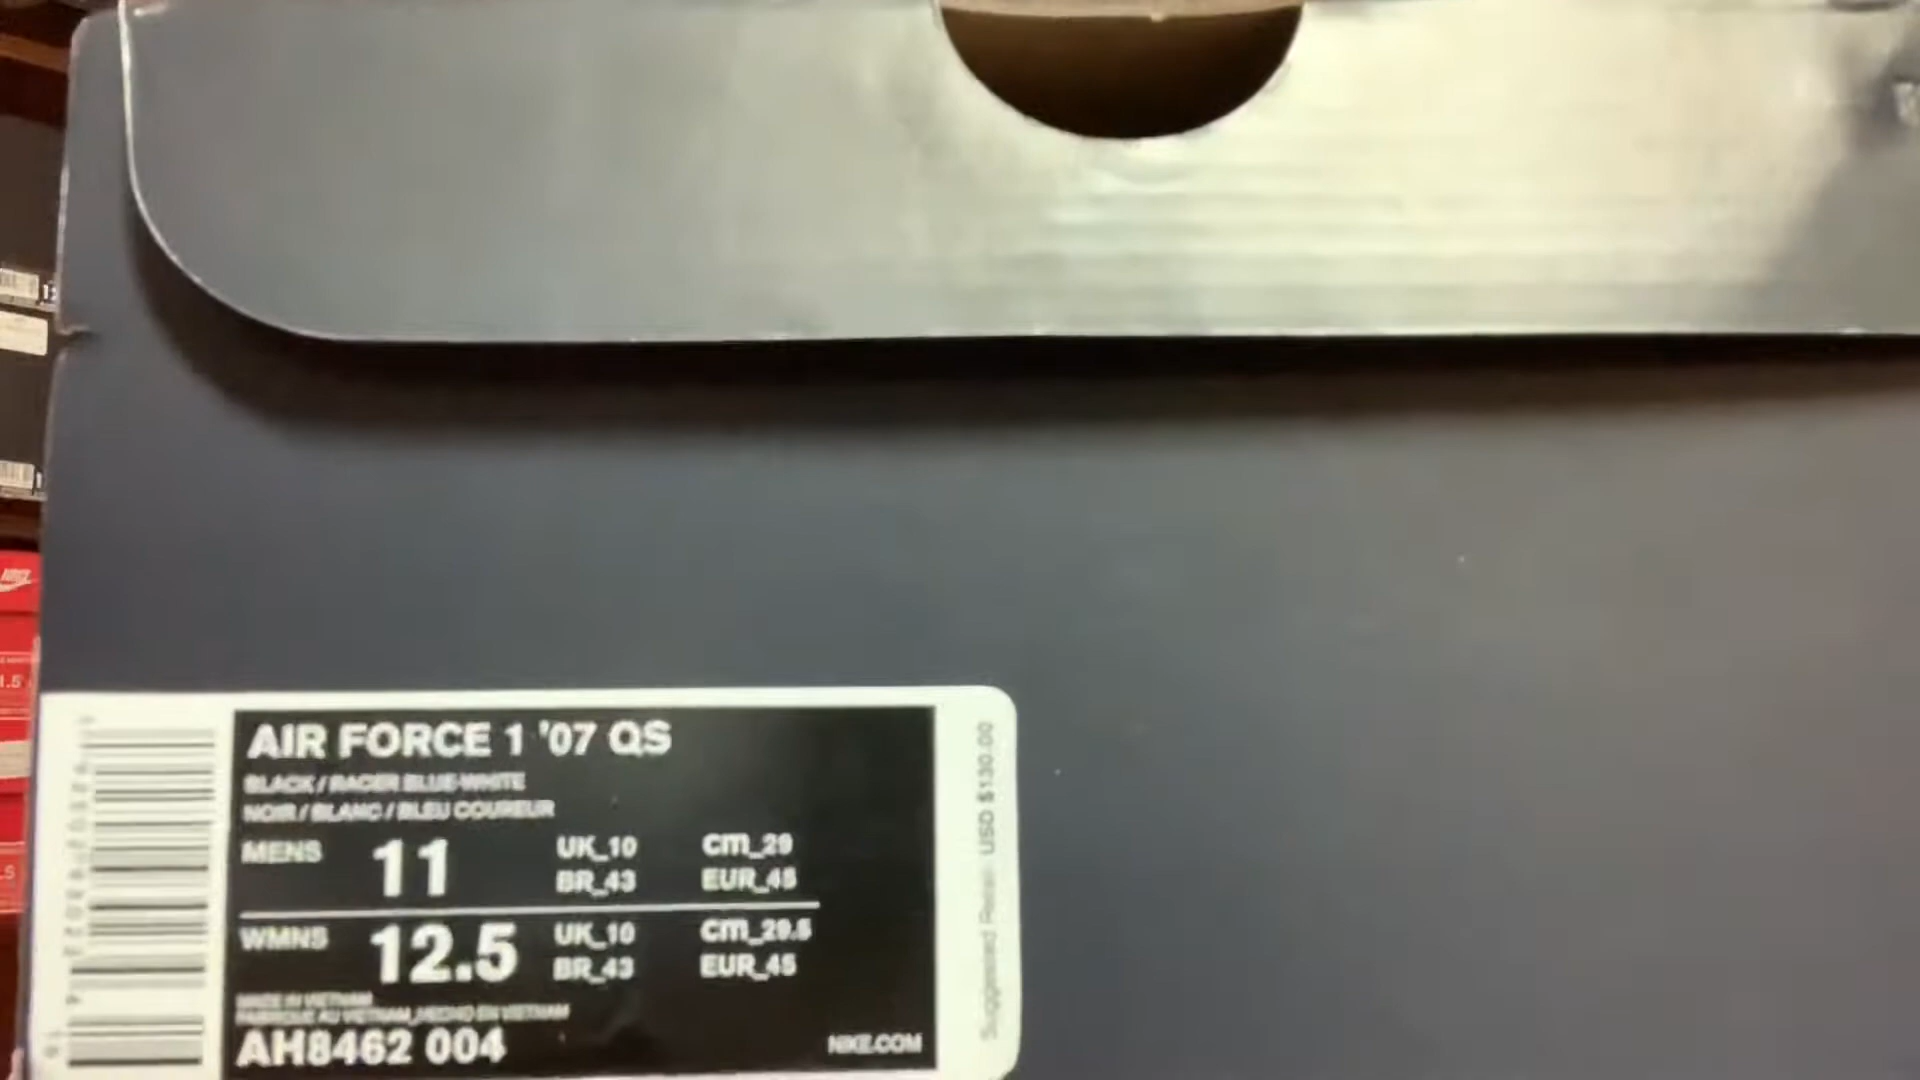 AIR FORCE 1 '07 QS
BLACK / RACER BLUE-WHITE
NOIR / BLANC / BLEU COUREUR
MENS 11 UK_10 cm_29
BR_43 EUR_45
WMNS 12.5 UK_10 cm_29.5
BR_43 EUR_45
MADE IN VIETNAM
FABRIQUE AU VIETNAM_HECHO EN VIETNAM
AH8462 004
NIKE.COM
Suggested Retail: USD $130.00